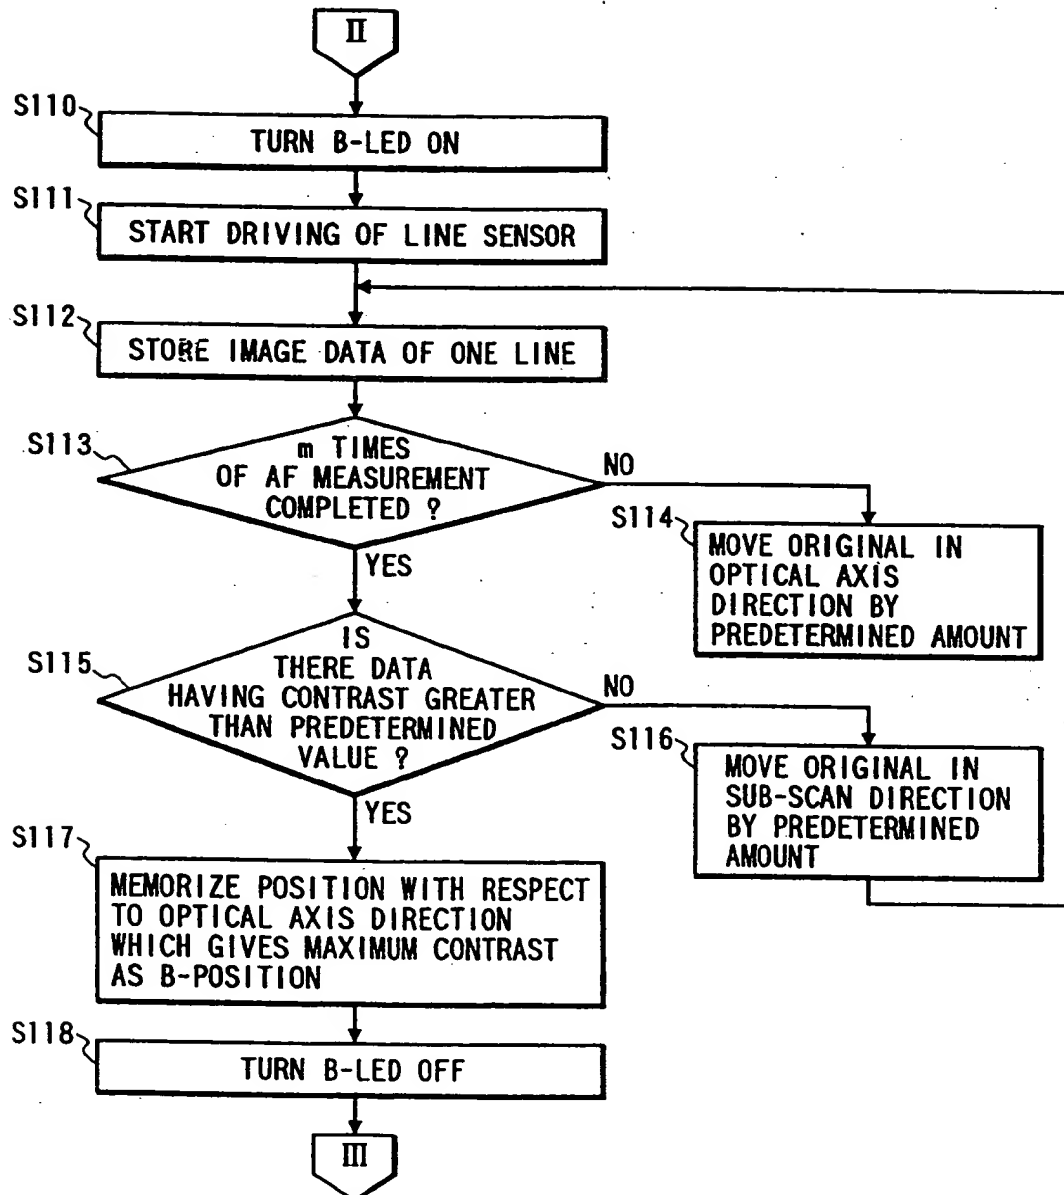 II
S110
TURN B-LED ON
S111
START DRIVING OF LINE SENSOR
S112
STORE IMAGE DATA OF ONE LINE
S113
m TIMES
OF AF MEASUREMENT
COMPLETED ?
NO
YES
S114
MOVE ORIGINAL IN
OPTICAL AXIS
DIRECTION BY
PREDETERMINED AMOUNT
S115
IS
THERE DATA
HAVING CONTRAST GREATER
THAN PREDETERMINED
VALUE ?
NO
YES
S116
MOVE ORIGINAL IN
SUB-SCAN DIRECTION
BY PREDETERMINED
AMOUNT
S117
MEMORIZE POSITION WITH RESPECT
TO OPTICAL AXIS DIRECTION
WHICH GIVES MAXIMUM CONTRAST
AS B-POSITION
S118
TURN B-LED OFF
III